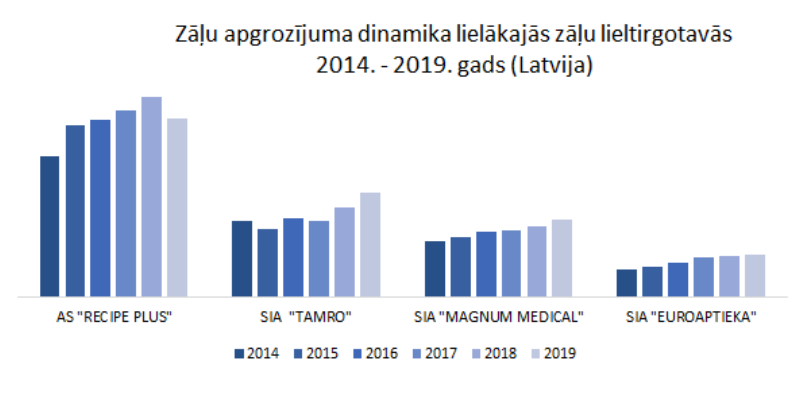 Zāļu apgrozījuma dinamika lielākajās zāļu lieltirgotavās
2014. - 2019. gads (Latvija)
AS "RECIPE PLUS"
SIA "TAMRO"
SIA "MAGNUM MEDICAL"
SIA "EUROAPTIEKA"
2014 2015 2016 2017 2018 2019